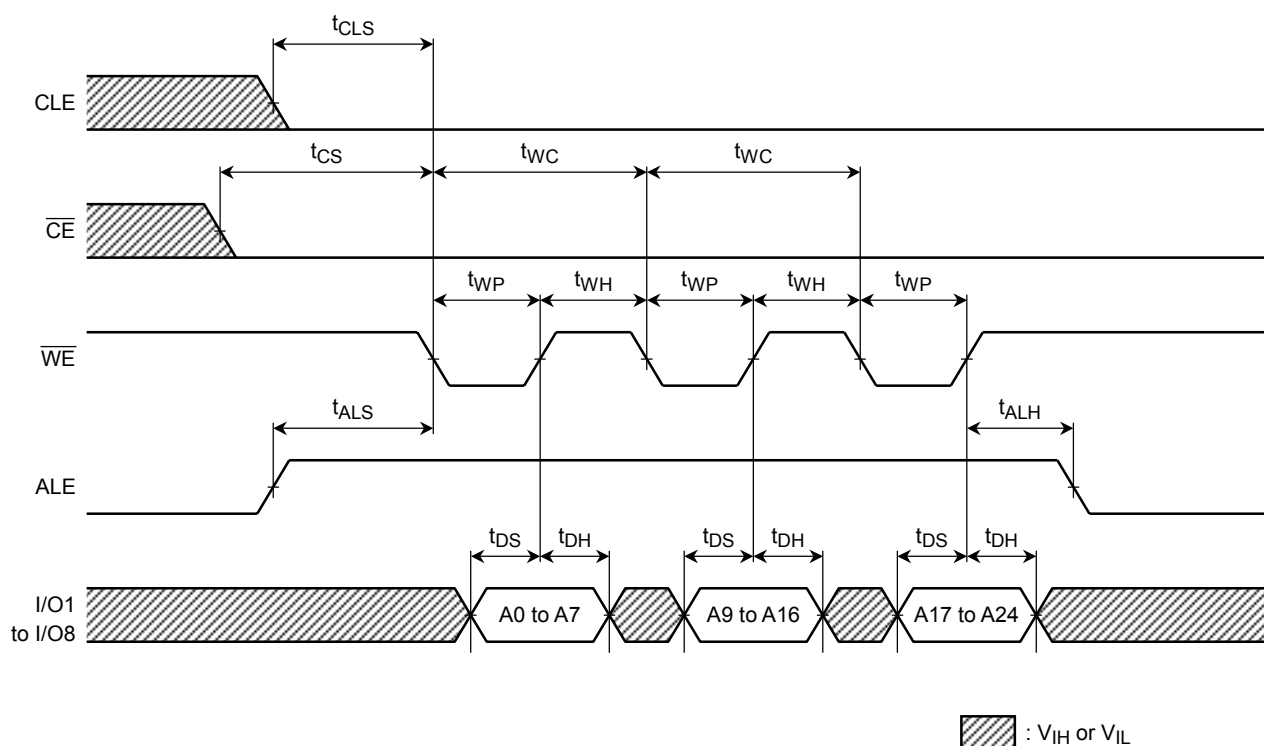 tCLS
CLE
tCS tWC tWC
CE
tWP tWH tWP tWH tWP
WE
tALS tALH
ALE
tDS tDH tDS tDH tDS tDH
I/O1
to I/O8
A0 to A7 A9 to A16 A17 to A24
: VIH or VIL